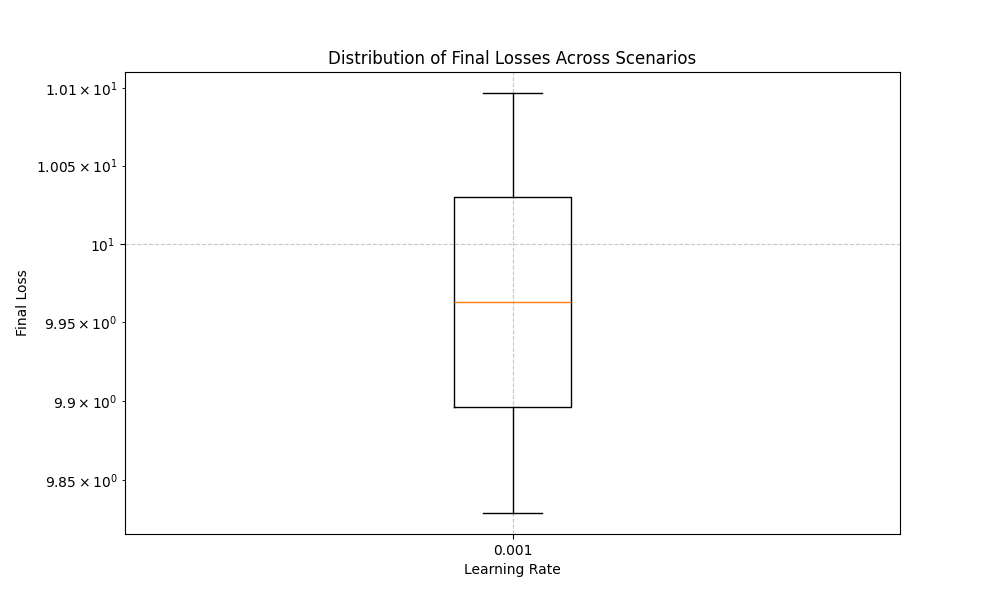 Distribution of Final Losses Across Scenarios
1.01 × 10¹
1.005 × 10¹
10¹
9.95 × 10⁰
9.9 × 10⁰
9.85 × 10⁰
Final Loss
0.001
Learning Rate